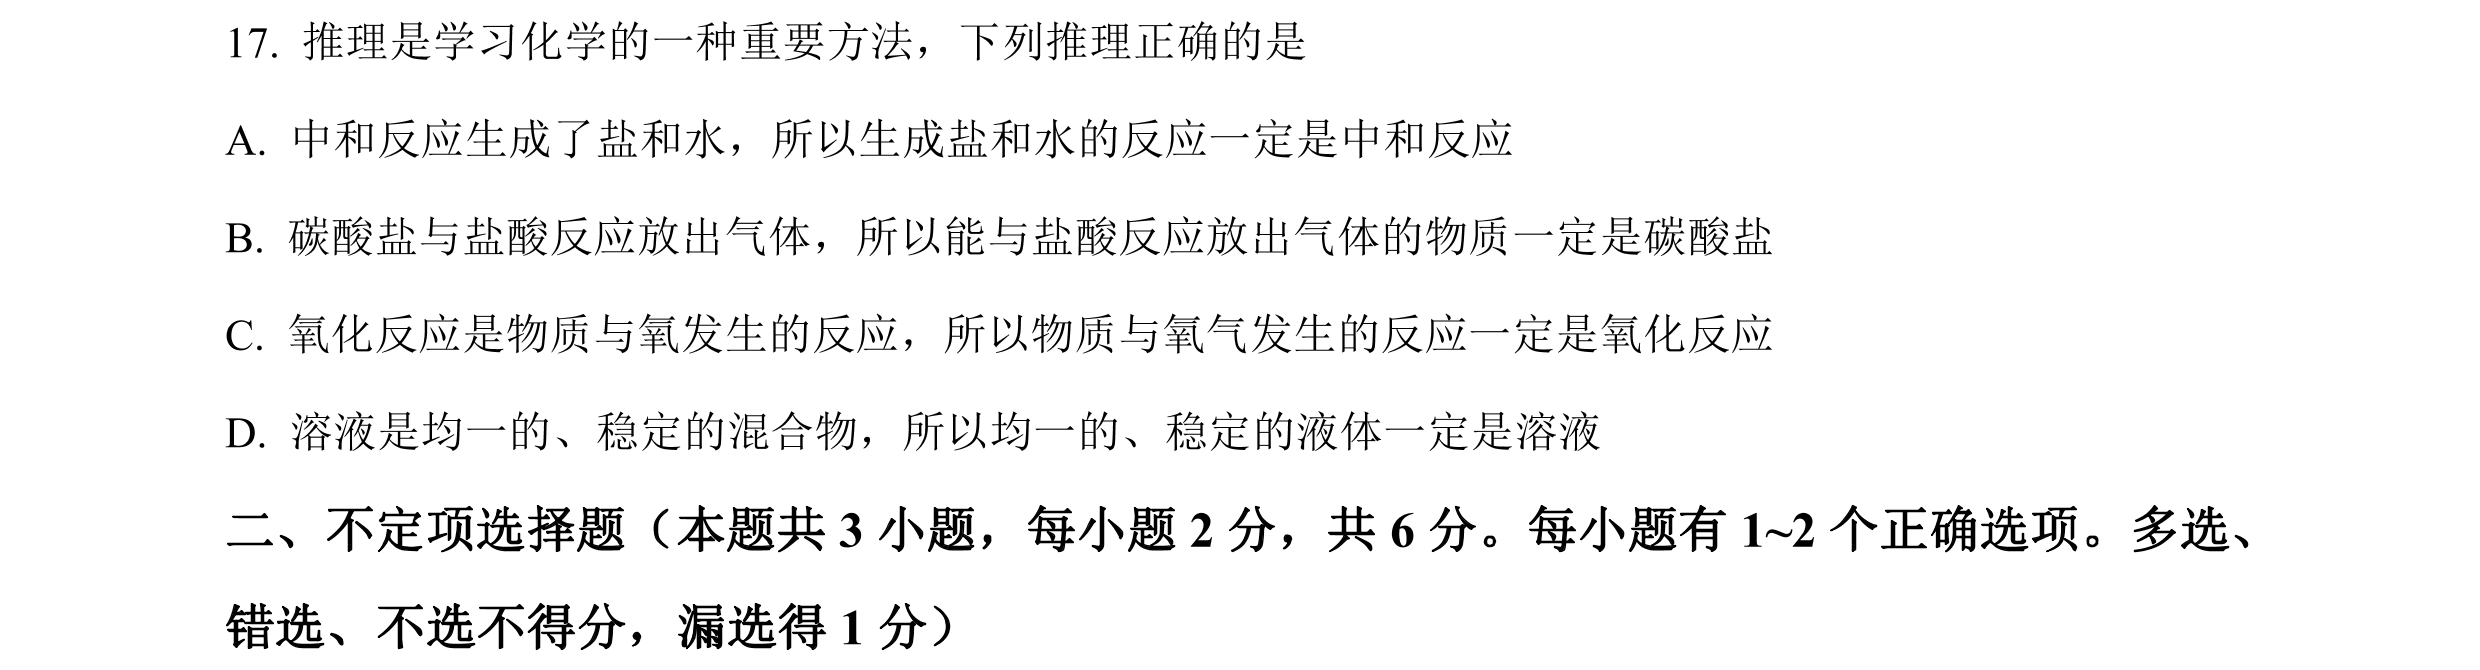 17. 推理是学习化学的一种重要方法，下列推理正确的是
A. 中和反应生成了盐和水，所以生成盐和水的反应一定是中和反应
B. 碳酸盐与盐酸反应放出气体，所以能与盐酸反应放出气体的物质一定是碳酸盐
C. 氧化反应是物质与氧发生的反应，所以物质与氧气发生的反应一定是氧化反应
D. 溶液是均一的、稳定的混合物，所以均一的、稳定的液体一定是溶液
二、不定项选择题（本题共 3 小题，每小题 2 分，共 6 分。每小题有 1~2 个正确选项。多选、
错选、不选不得分，漏选得 1 分）